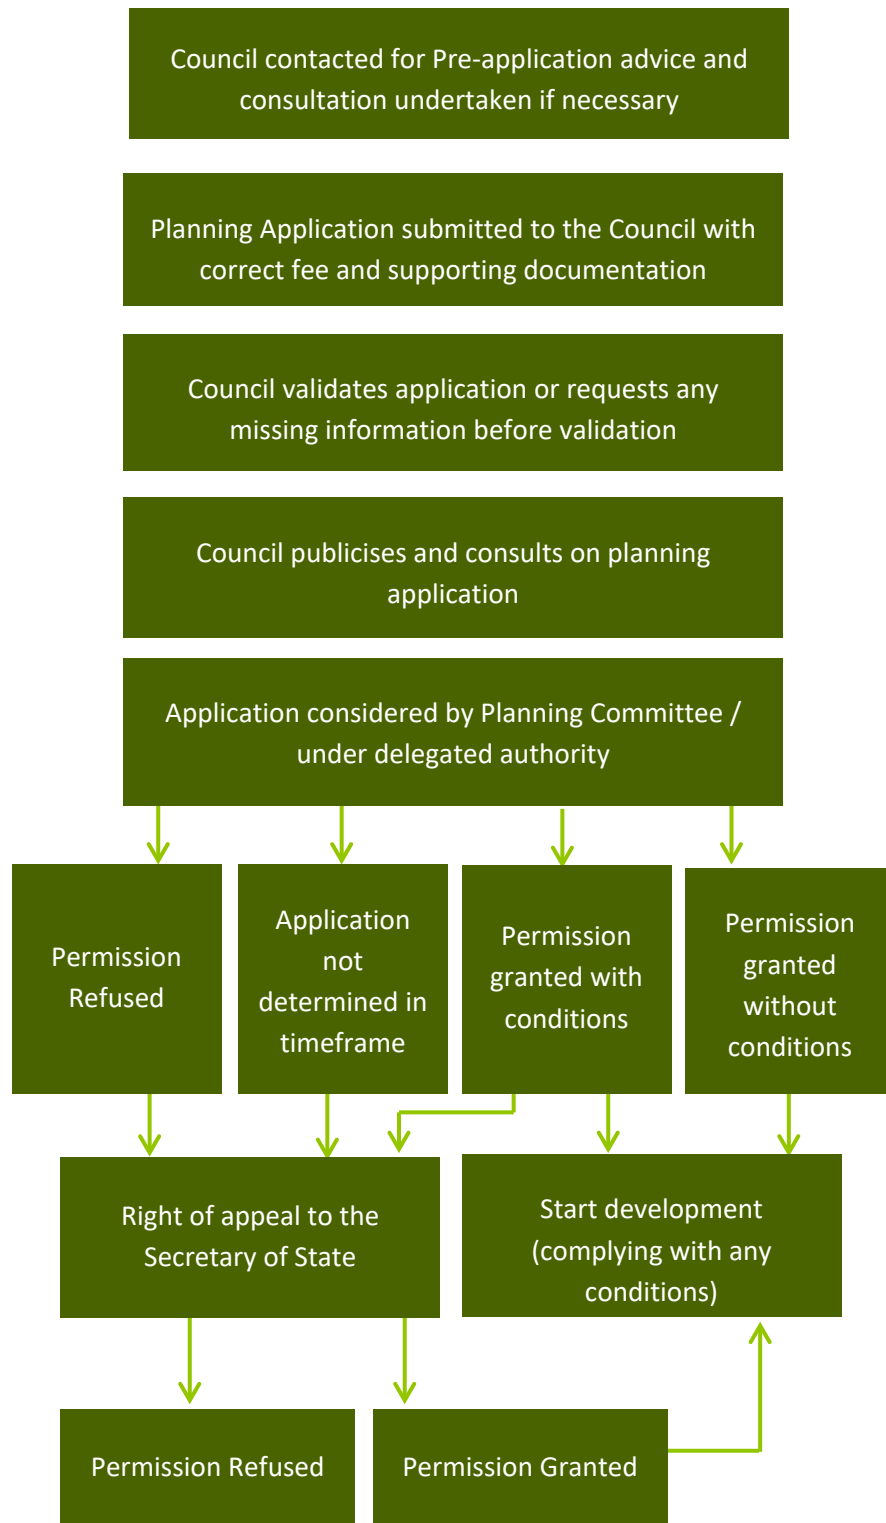 Council contacted for Pre-application advice and
consultation undertaken if necessary
Planning Application submitted to the Council with
correct fee and supporting documentation
Council validates application or requests any
missing information before validation
Council publicises and consults on planning
application
Application considered by Planning Committee /
under delegated authority
Permission
Refused
Application
not
determined in
timeframe
Permission
granted with
conditions
Permission
granted
without
conditions
Right of appeal to the
Secretary of State
Start development
(complying with any
conditions)
Permission Refused
Permission Granted